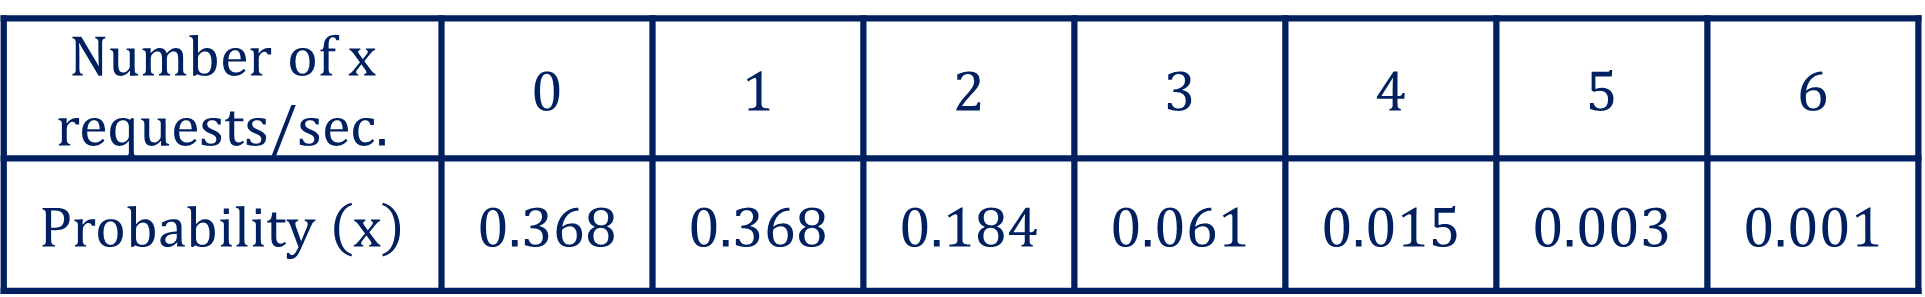 Number of x
requests/sec.
0 1 2 3 4 5 6
Probability (x) 0.368 0.368 0.184 0.061 0.015 0.003 0.001